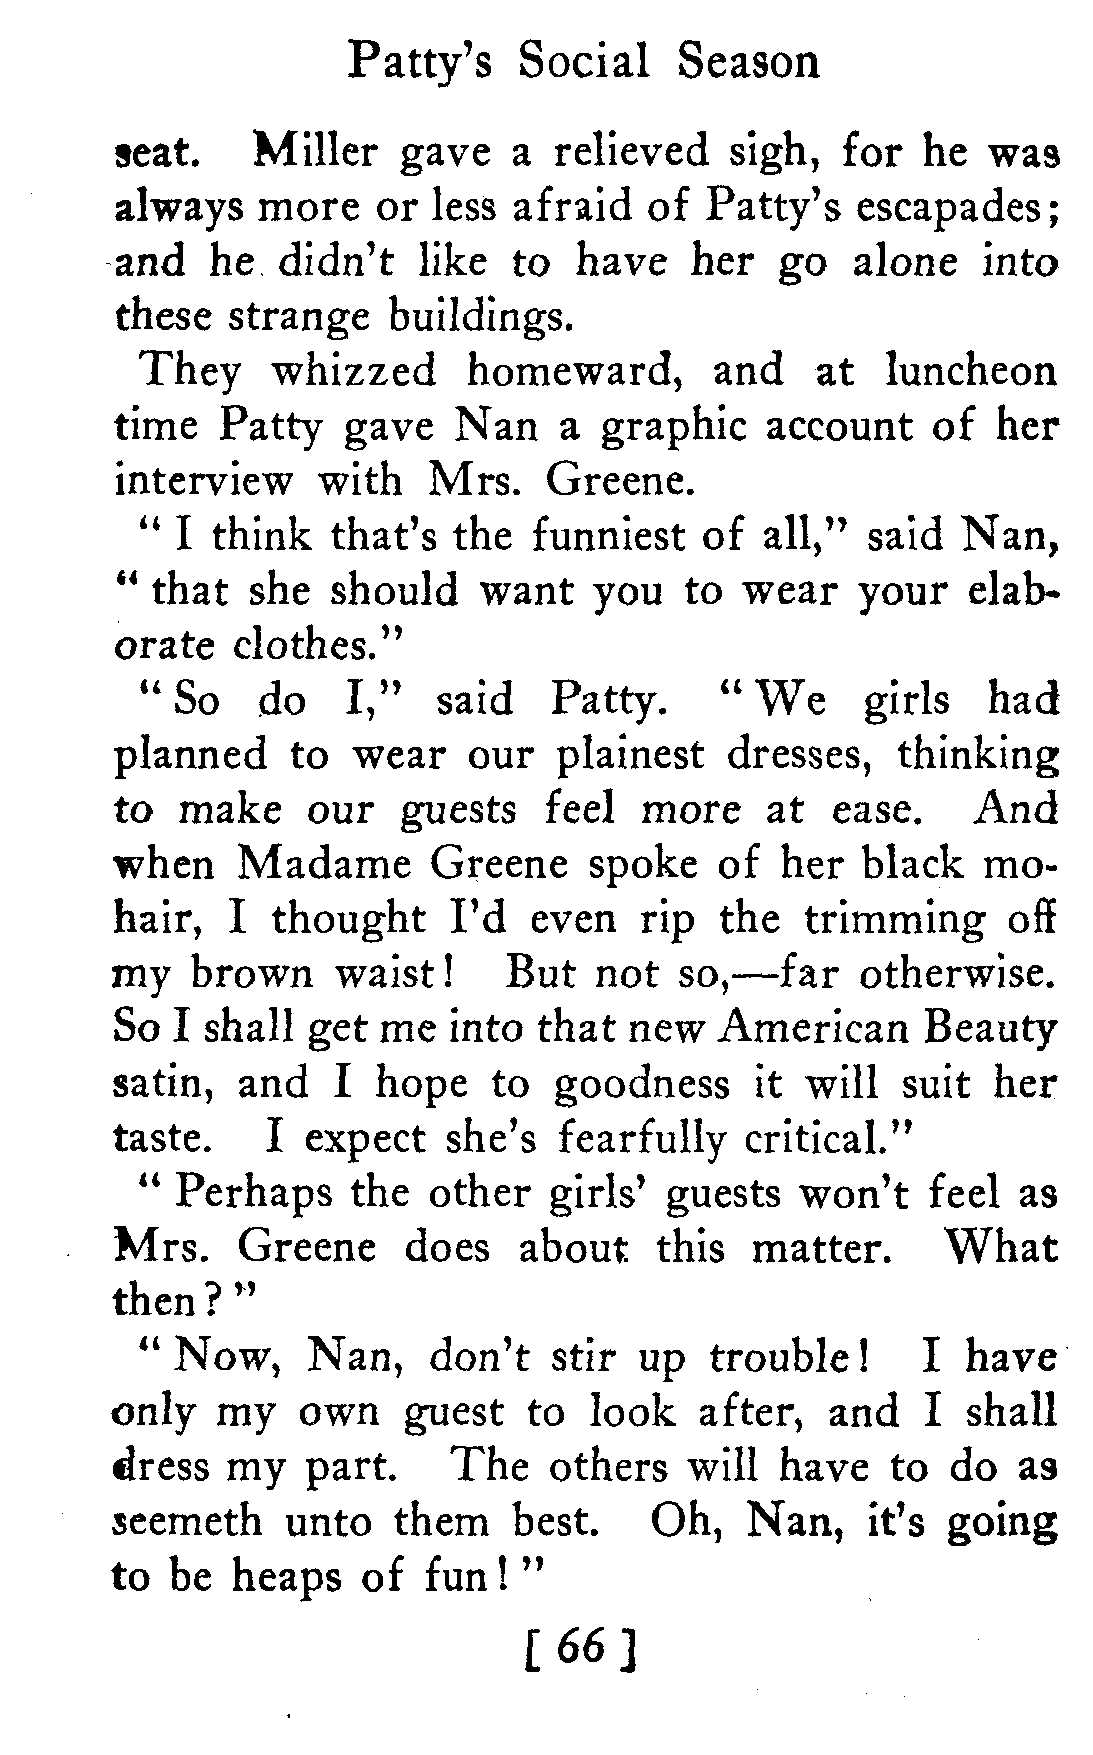 Patty's Social Season
seat. Miller gave a relieved sigh, for he was
always more or less afraid of Patty's escapades;
and he didn't like to have her go alone into
these strange buildings.
They whizzed homeward, and at luncheon
time Patty gave Nan a graphic account of her
interview with Mrs. Greene.
" I think that's the funniest of all," said Nan,
" that she should want you to wear your elab-
orate clothes."
" So do I," said Patty. " We girls had
planned to wear our plainest dresses, thinking
to make our guests feel more at ease. And
when Madame Greene spoke of her black mo-
hair, I thought I'd even rip the trimming off
my brown waist! But not so,—far otherwise.
So I shall get me into that new American Beauty
satin, and I hope to goodness it will suit her
taste. I expect she's fearfully critical."
" Perhaps the other girls' guests won't feel as
Mrs. Greene does about this matter. What
then? "
" Now, Nan, don't stir up trouble! I have
only my own guest to look after, and I shall
dress my part. The others will have to do as
seemeth unto them best. Oh, Nan, it's going
to be heaps of fun! "
[ 66 ]